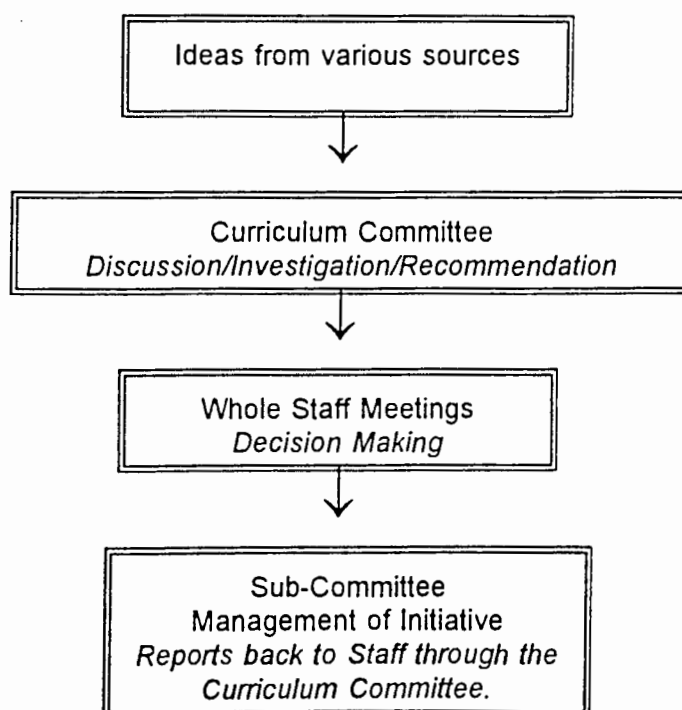 Ideas from various sources
Curriculum Committee
Discussion/Investigation/Recommendation
Whole Staff Meetings
Decision Making
Sub-Committee
Management of Initiative
Reports back to Staff through the
Curriculum Committee.